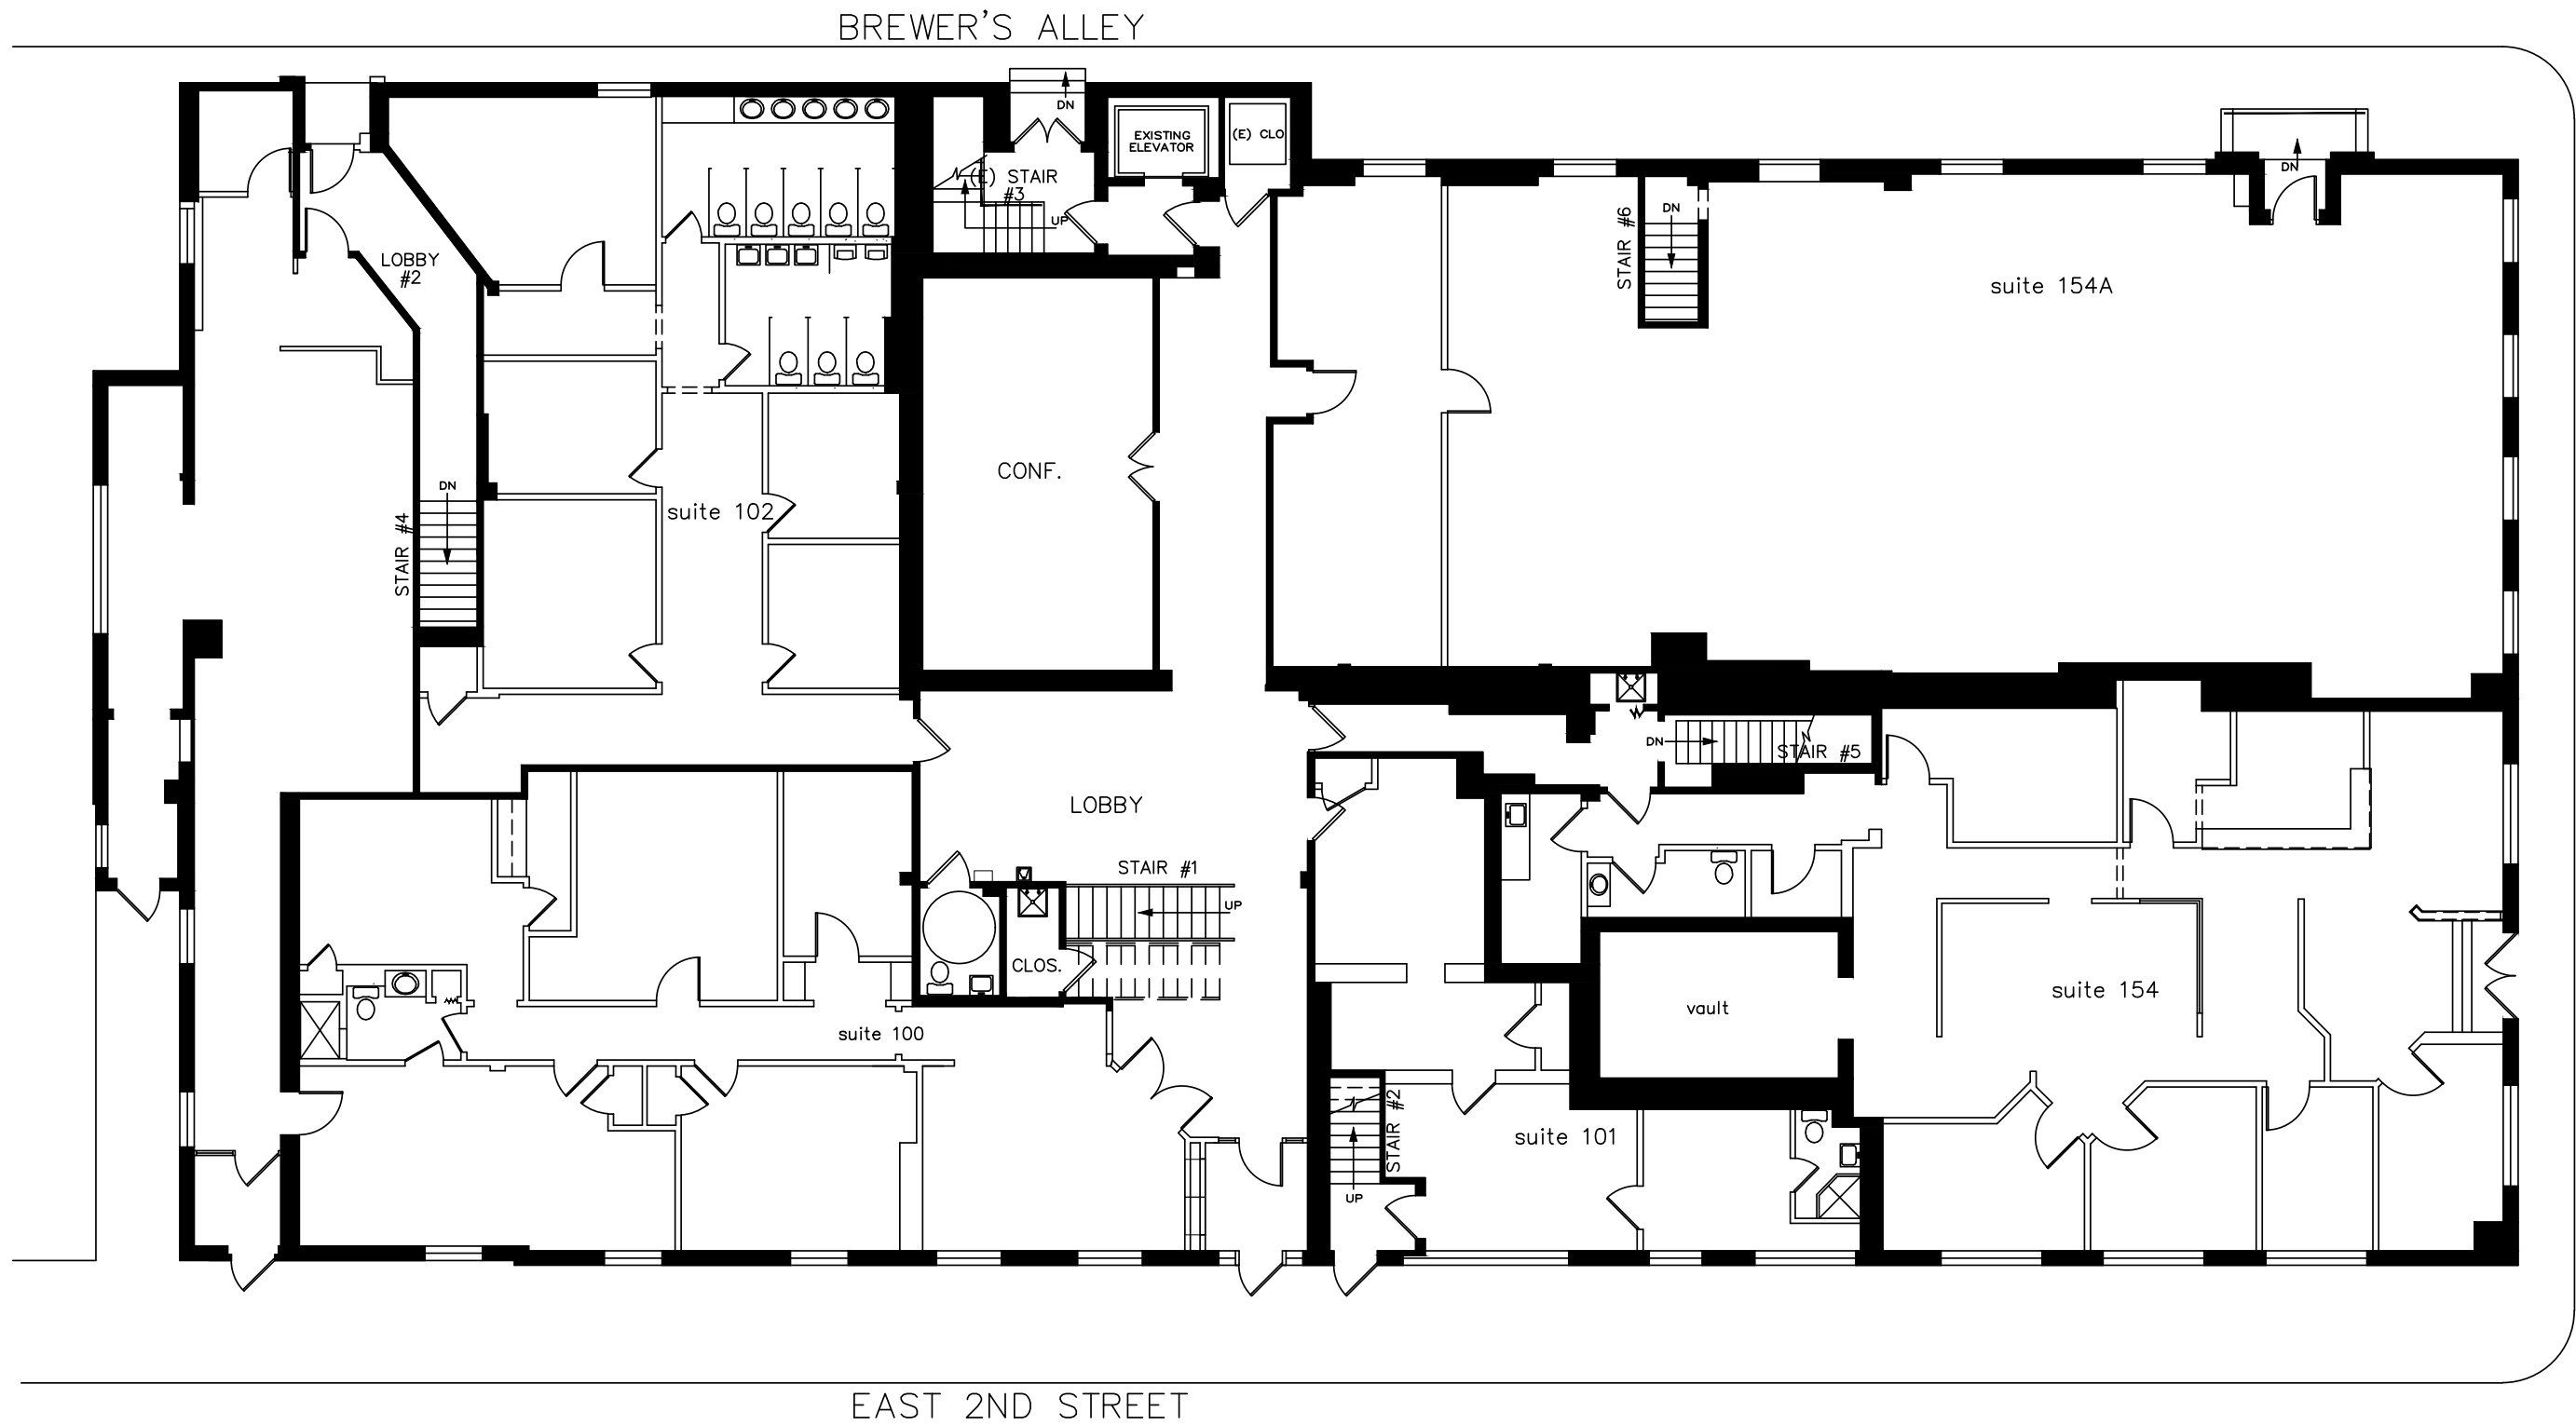 BREWER'S ALLEY
DN
EXISTING
ELEVATOR
(E) CLO
(E) STAIR
#3
UP
DN
DN
STAIR #6
LOBBY
#2
suite 154A
CONF.
DN
STAIR #4
suite 102
DN
STAIR #5
LOBBY
STAIR #1
UP
CLOS.
suite 154
vault
suite 100
STAIR #2
UP
suite 101
EAST 2ND STREET